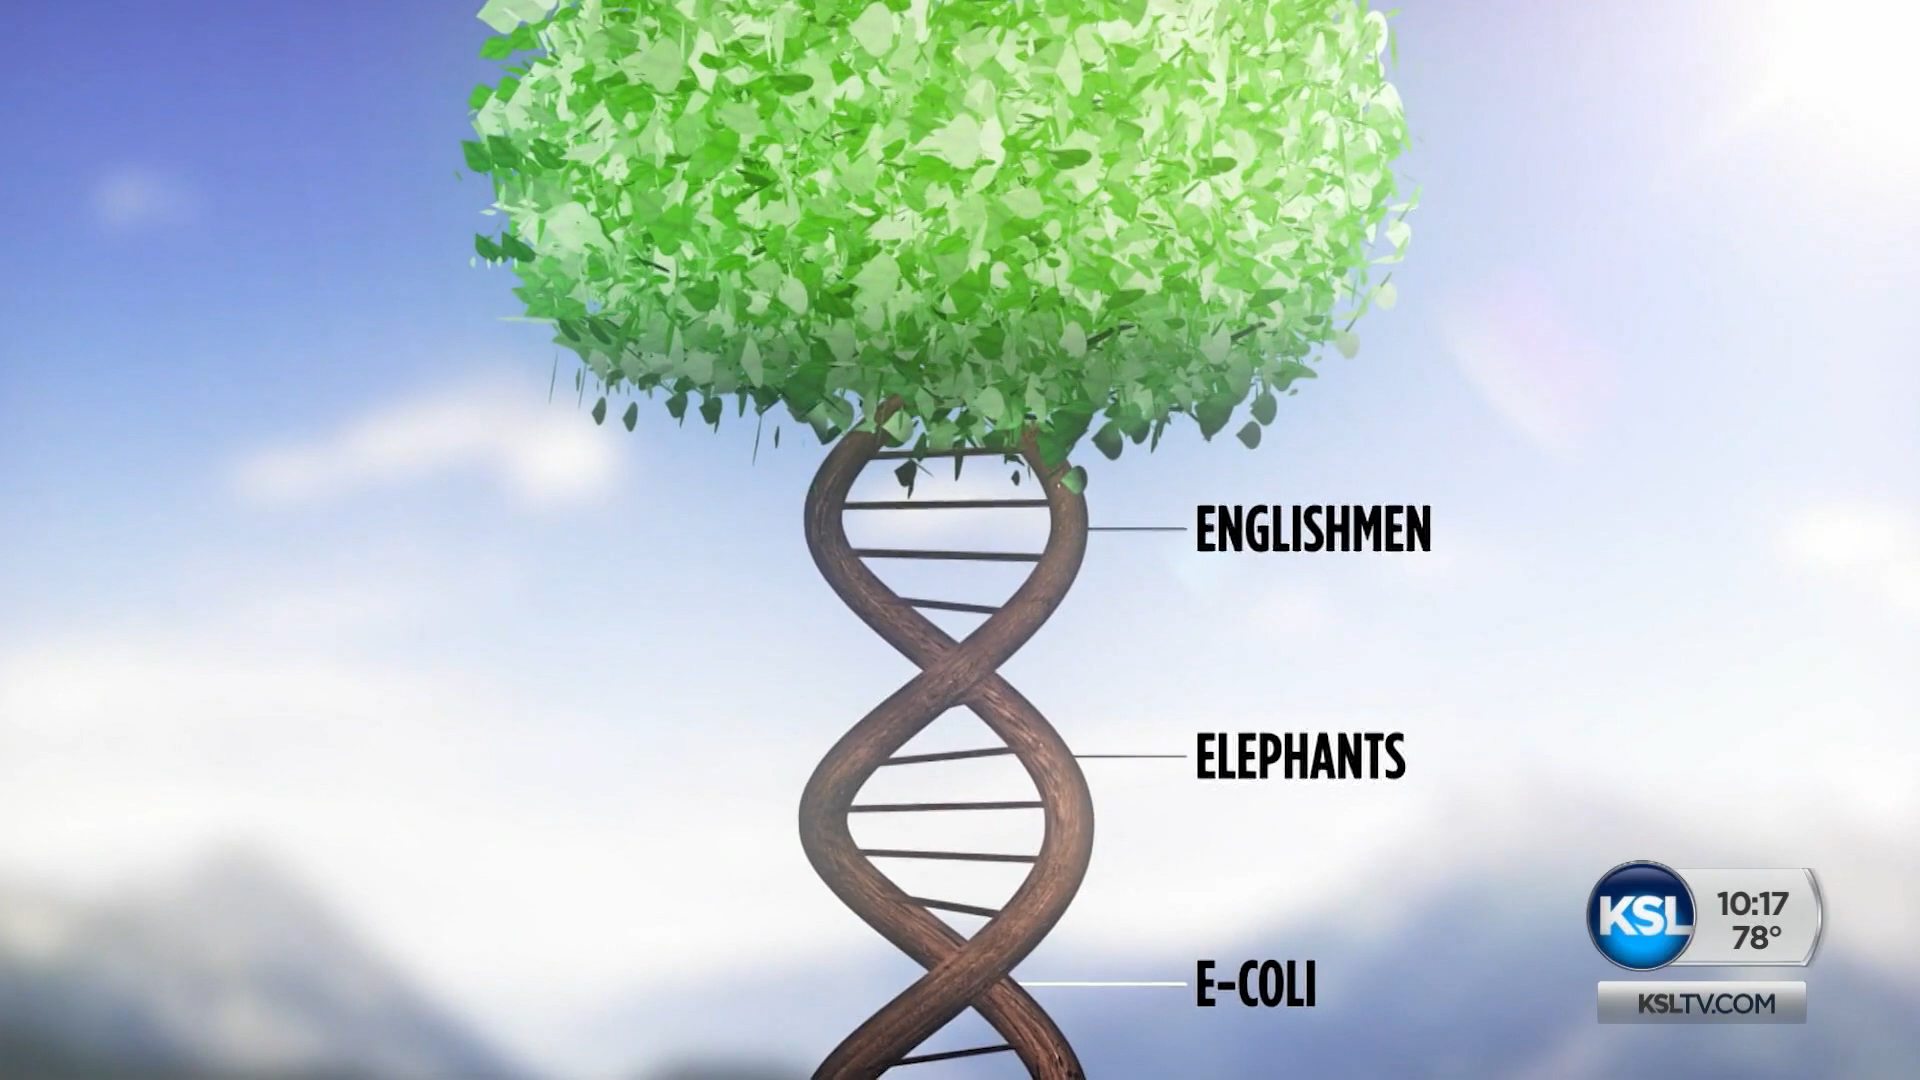 ENGLISHMEN
ELEPHANTS
E-COLI
KSL
10:17
78°
KSLTV.COM